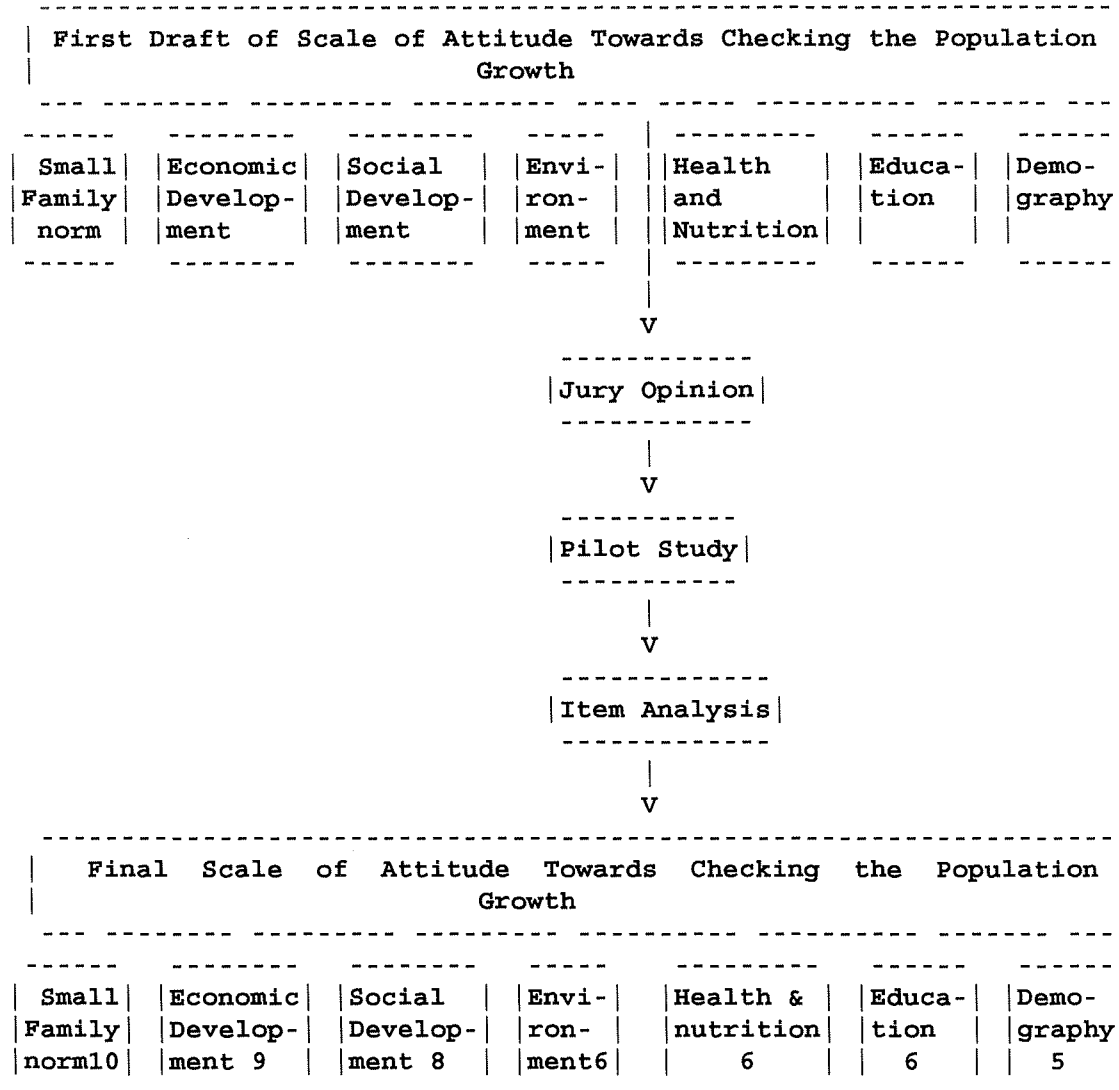 First Draft of Scale of Attitude Towards Checking the Population
Growth
Small Economic Social Envi- Health Educa- Demo-
Family Develop- Develop- ron- and tion graphy
norm ment ment ment Nutrition
V
Jury Opinion
V
Pilot Study
V
Item Analysis
V
Final Scale of Attitude Towards Checking the Population
Growth
Small Economic Social Envi- Health & Educa- Demo-
Family Develop- Develop- ron- nutrition tion graphy
norm10 ment 9 ment 8 ment6 6 6 5